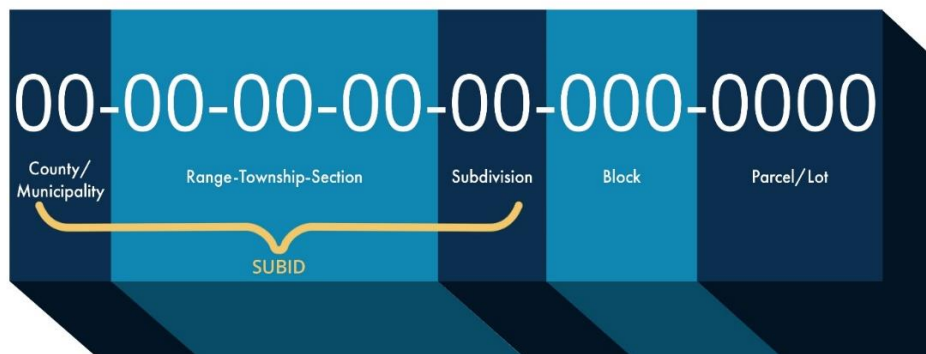 00-00-00-00-00-000-0000
County/
Municipality
Range-Township-Section
Subdivision
Block
Parcel/Lot
SUBID